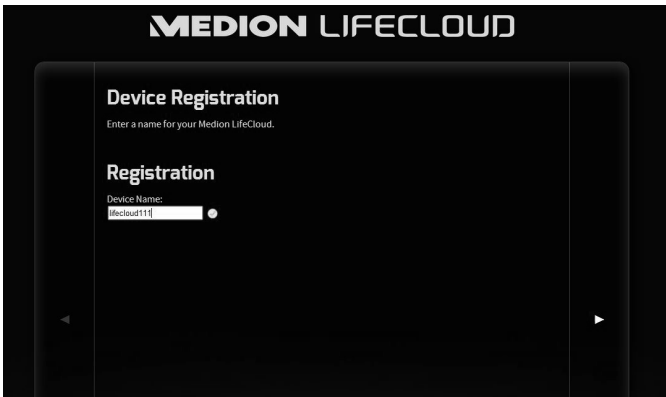 MEDION LIFECLOUD
Device Registration
Enter a name for your Medion LifeCloud.
Registration
Device Name:
lifecloud111